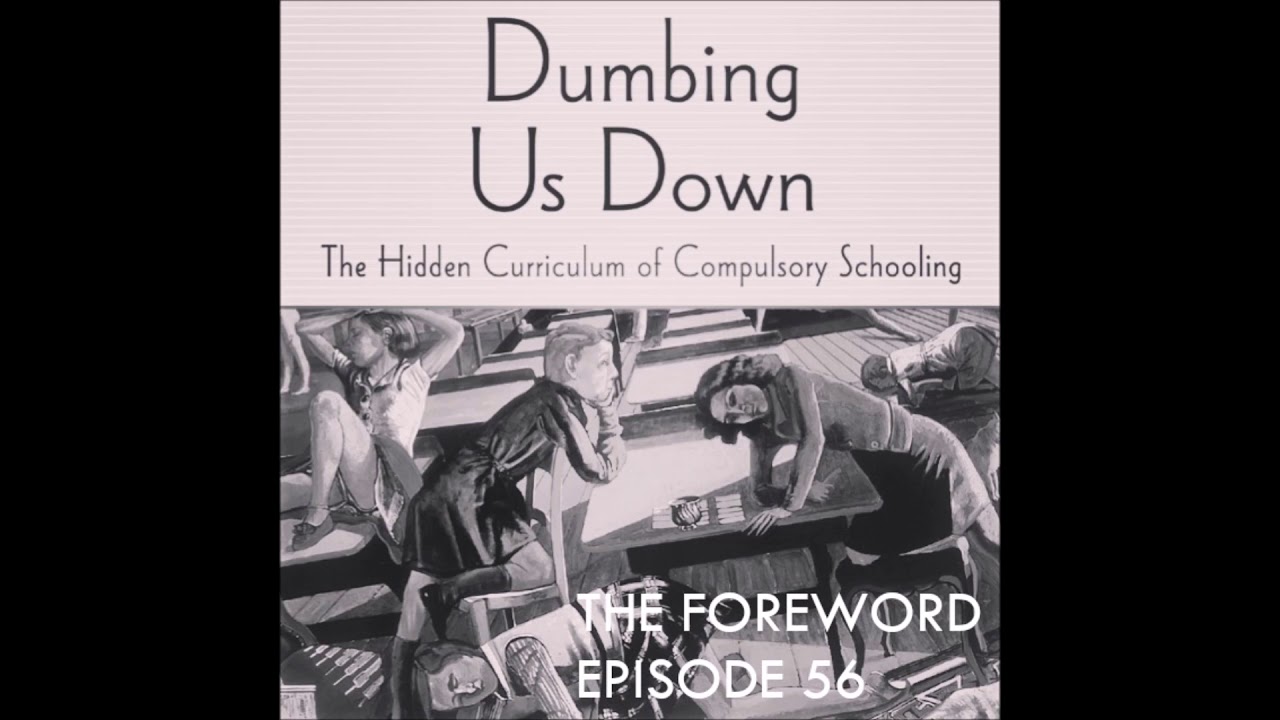 Dumbing
Us Down
The Hidden Curriculum of Compulsory Schooling
THE FOREWORD
EPISODE 56